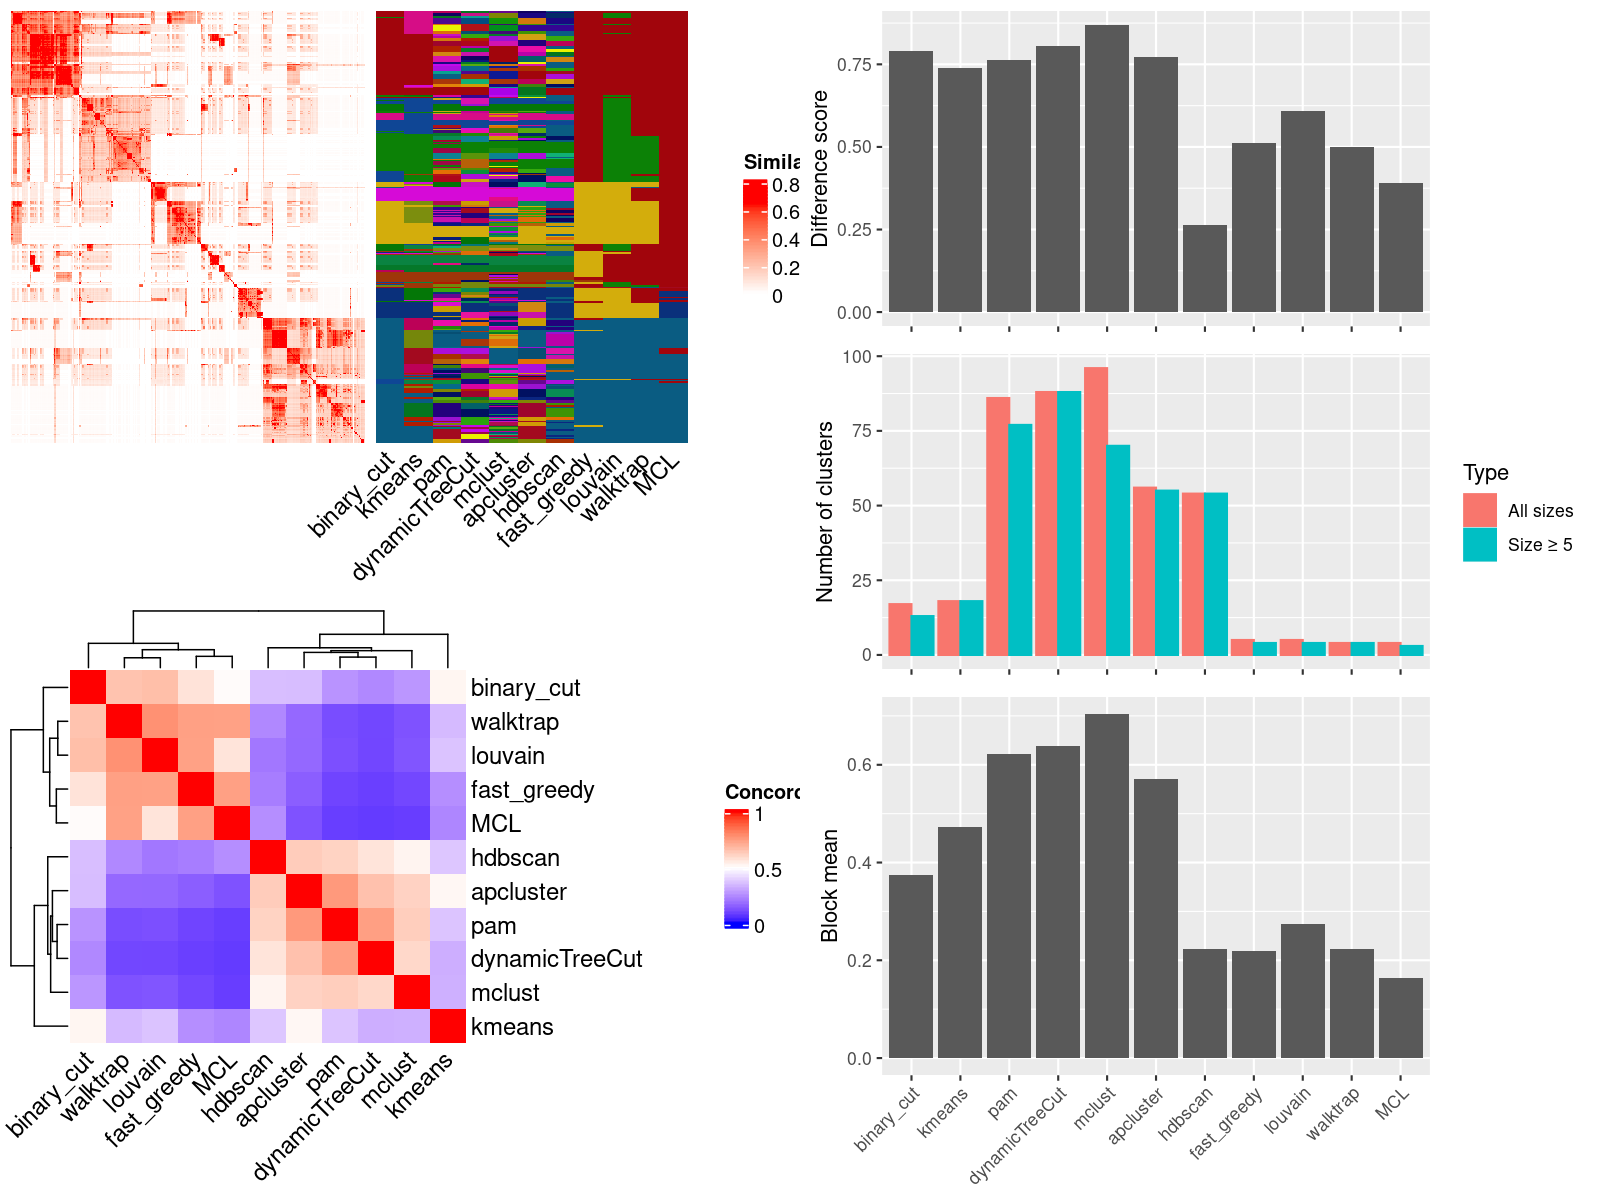 Simila
0.8
0.6
0.4
0.2
0
binary_cut
kmeans
pam
dynamicTreeCut
mclust
apcluster
hdbscan
fast_greedy
louvain
walktrap
MCL
binary_cut
walktrap
louvain
fast_greedy
MCL
hdbscan
apcluster
pam
dynamicTreeCut
mclust
kmeans
binary_cut
walktrap
louvain
fast_greedy
MCL
hdbscan
apcluster
pam
dynamicTreeCut
mclust
kmeans
Concord
1
0.5
0
Difference score
0.75
0.50
0.25
0.00
Number of clusters
100
75
50
25
0
Type
All sizes
Size ≥ 5
Block mean
0.6
0.4
0.2
0.0
binary_cut
kmeans
pam
dynamicTreeCut
mclust
apcluster
hdbscan
fast_greedy
louvain
walktrap
MCL